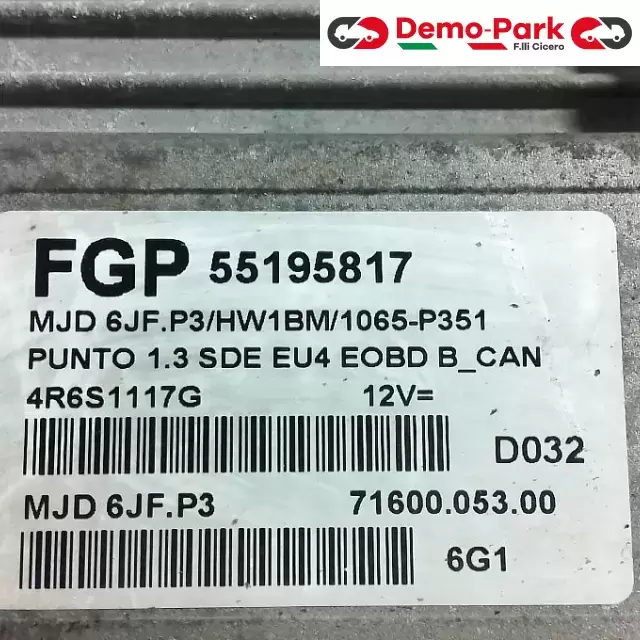 Demo-Park
F.lli Cicero
FGP 55195817
MJD 6JF.P3/HW1BM/1065-P351
PUNTO 1.3 SDE EU4 EOBD B_CAN
4R6S1117G 12V=
D032
MJD 6JF.P3 71600.053.00
6G1